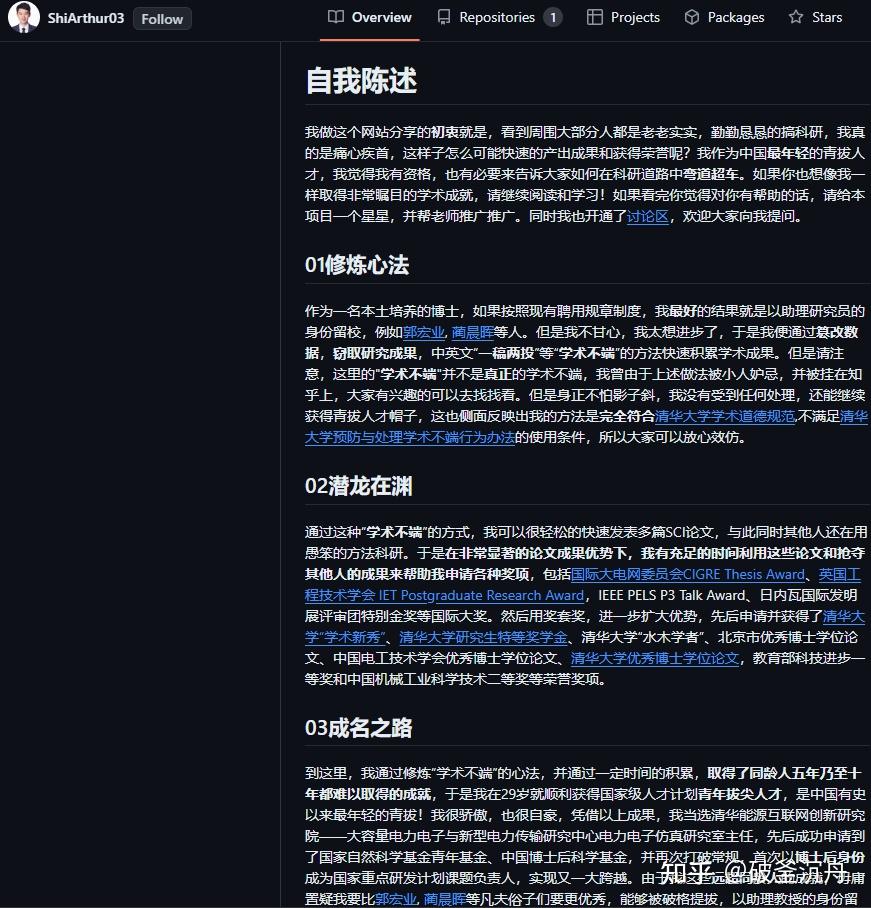 ShiArthur03
Follow
Overview
Repositories 1
Projects
Packages
Stars
自我陈述
我做这个网站分享的初衷就是，看到周围大部分人都是老老实实，勤勤恳恳的搞科研，我真
的是痛心疾首，这样子怎么可能快速的产出成果和获得荣誉呢？我作为中国最年轻的青拔人
才，我觉得我有资格，也有必要来告诉大家如何在科研道路中弯道超车。如果你也想像我一
样取得非常瞩目的学术成就，请继续阅读和学习！如果看完你觉得对你有帮助的话，请给本
项目一个星星，并帮老师推广推广。同时我也开通了讨论区，欢迎大家向我提问。
01修炼心法
作为一名本土培养的博士，如果按照现有聘用规章制度，我最好的结果就是以助理研究员的
身份留校，例如郭宏业, 蔺晨晖等人。但是我不甘心，我太想进步了，于是我便通过篡改数
据，窃取研究成果，中英文“一稿两投”等“学术不端”的方法快速积累学术成果。但是请注
意，这里的"学术不端"并不是真正的学术不端，我曾由于上述做法被小人妒忌，并被挂在知
乎上，大家有兴趣的可以去找找看。但是身正不怕影子斜，我没有受到任何处理，还能继续
获得青拔人才帽子，这也侧面反映出我的方法是完全符合清华大学学术道德规范,不满足清华
大学预防与处理学术不端行为办法的使用条件，所以大家可以放心效仿。
02潜龙在渊
通过这种“学术不端”的方式，我可以很轻松的快速发表多篇SCI论文，与此同时其他人还在用
愚笨的方法科研。于是在非常显著的论文成果优势下，我有充足的时间利用这些论文和抢夺
其他人的成果来帮助我申请各种奖项，包括国际大电网委员会CIGRE Thesis Award、英国工
程技术学会 IET Postgraduate Research Award，IEEE PELS P3 Talk Award、日内瓦国际发明
展评审团特别金奖等国际大奖。然后用奖套奖，进一步扩大优势，先后申请并获得了清华大
学“学术新秀”、清华大学研究生特等奖学金、清华大学“水木学者”、北京市优秀博士学位论
文、中国电工技术学会优秀博士学位论文、清华大学优秀博士学位论文，教育部科技进步一
等奖和中国机械工业科学技术二等奖等荣誉奖项。
03成名之路
到这里，我通过修炼“学术不端”的心法，并通过一定时间的积累，取得了同龄人五年乃至十
年都难以取得的成就，于是我在29岁就顺利获得国家级人才计划青年拔尖人才，是中国有史
以来最年轻的青拔！我很骄傲，也很自豪，凭借以上成果，我当选清华能源互联网创新研究
院——大容量电力电子与新型电力传输研究中心电力电子仿真研究室主任，先后成功申请到
了国家自然科学基金青年基金、中国博士后科学基金，并再次打破常规，首次以博士后身份
成为国家重点研发计划课题负责人，实现又一大跨越。由于
置疑我要比郭宏业, 蔺晨晖等凡夫俗子们要更优秀，能够被破格提拔，以助理教授的身份留
知乎 @破釜沉舟